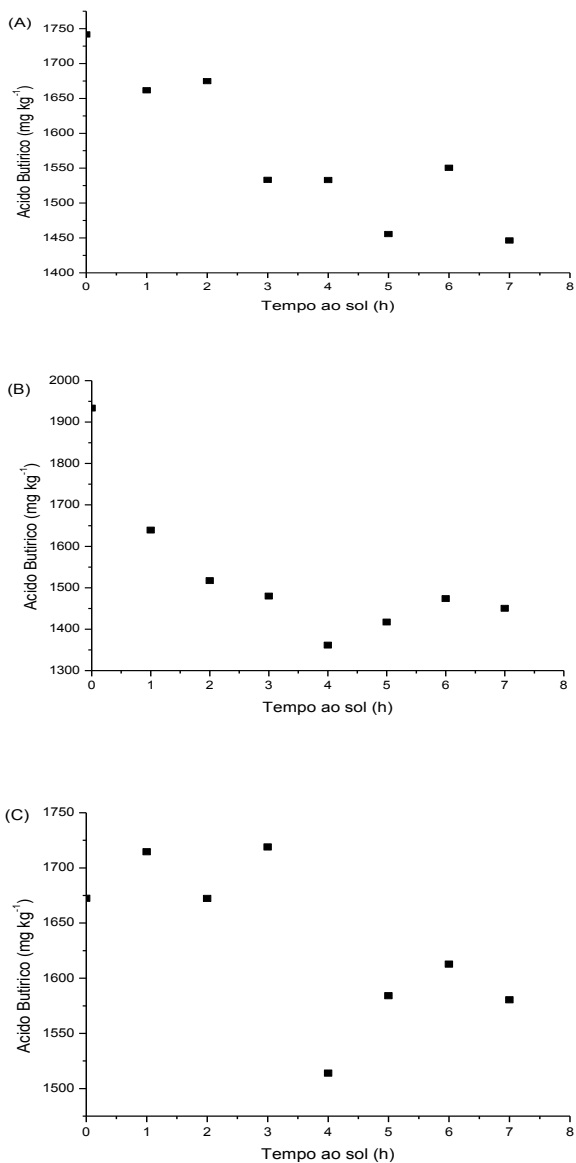 (A)
1750
1700
1650
1600
1550
1500
1450
1400
Acido Butirico (mg kg⁻¹)
0 1 2 3 4 5 6 7 8
Tempo ao sol (h)
(B)
2000
1900
1800
1700
1600
1500
1400
1300
Acido Butirico (mg kg⁻¹)
0 1 2 3 4 5 6 7 8
Tempo ao sol (h)
(C)
1750
1700
1650
1600
1550
1500
Acido Butirico (mg kg⁻¹)
0 1 2 3 4 5 6 7 8
Tempo ao sol (h)